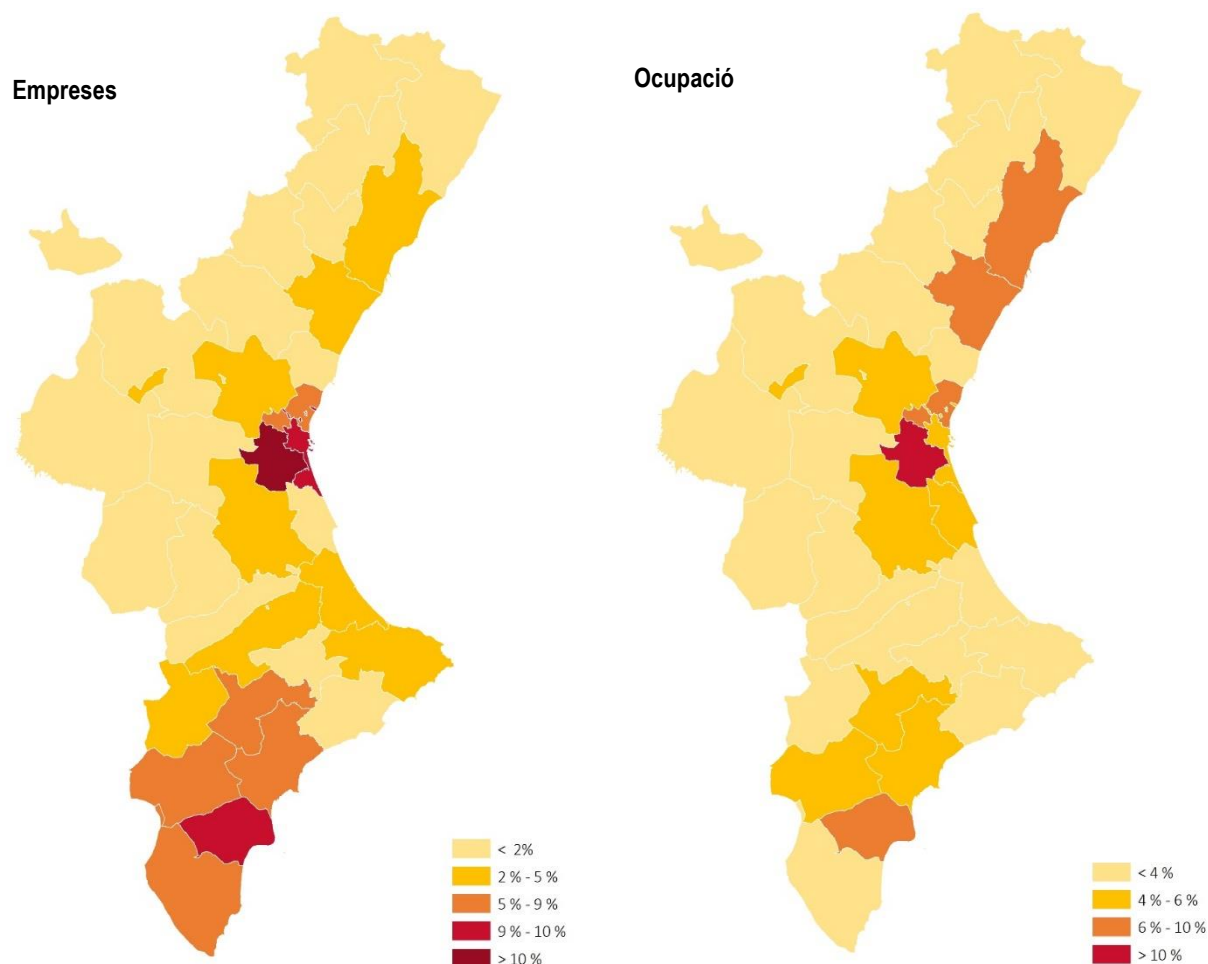 Empreses
Ocupació
< 2%
2 % - 5 %
5 % - 9 %
9 % - 10 %
> 10 %
< 4 %
4 % - 6 %
6 % - 10 %
> 10 %